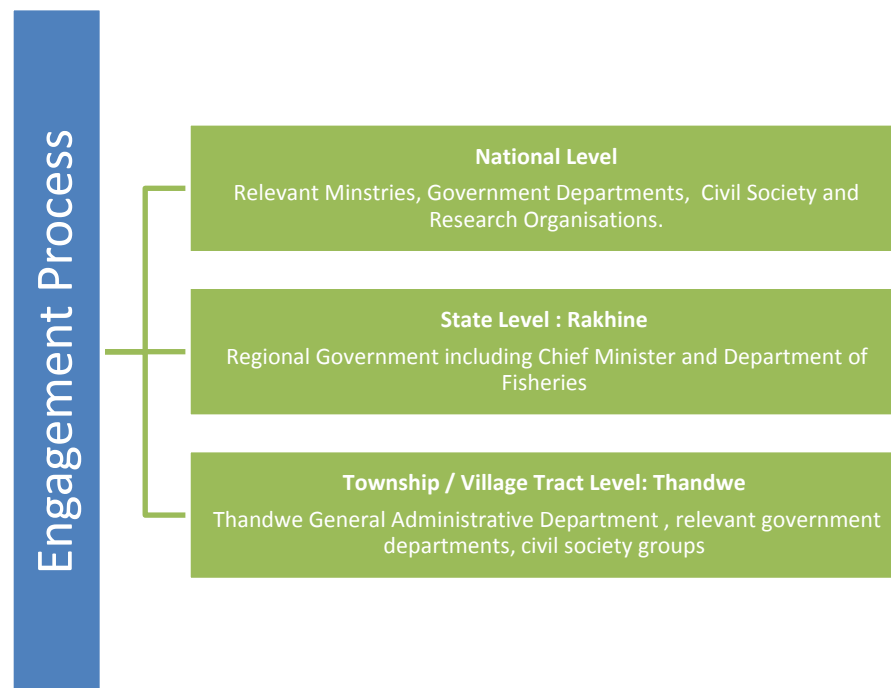 Engagement Process
National Level
Relevant Minstries, Government Departments,  Civil Society and
Research Organisations.
State Level : Rakhine
Regional Government including Chief Minister and Department of
Fisheries
Township / Village Tract Level: Thandwe
Thandwe General Administrative Department , relevant government
departments, civil society groups